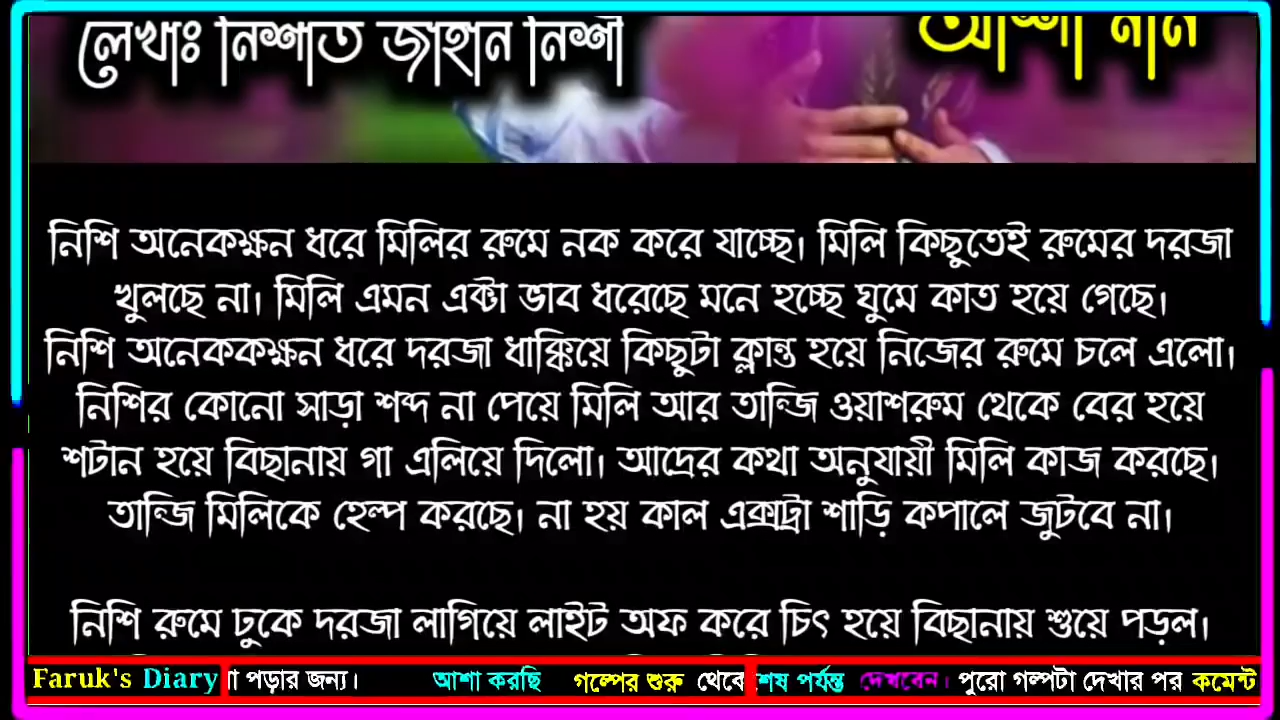 লেখাঃ নিশাত জাহান নিশী
নিশি অনেকক্ষন ধরে মিলির রুমে নক করে যাচ্ছে। মিলি কিছুতেই রুমের দরজা
খুলছে না। মিলি এমন এক্টা ভাব ধরেছে মনে হচ্ছে ঘুমে কাত হয়ে গেছে।
নিশি অনেককক্ষন ধরে দরজা ধাক্কিয়ে কিছুটা ক্লান্ত হয়ে নিজের রুমে চলে এলো।
নিশির কোনো সাড়া শব্দ না পেয়ে মিলি আর তান্জি ওয়াশরুম থেকে বের হয়ে
শটান হয়ে বিছানায় গা এলিয়ে দিলো। আদ্রের কথা অনুযায়ী মিলি কাজ করছে।
তান্জি মিলিকে হেল্প করছে। না হয় কাল এক্সট্রা শাড়ি কপালে জুটবে না।
নিশি রুমে ঢুকে দরজা লাগিয়ে লাইট অফ করে চিৎ হয়ে বিছানায় শুয়ে পড়ল।
Faruk's Diary পড়ার জন্য। আশা করছি গল্পের শুরু থেকে শেষ পর্যন্ত দেখবেন। পুরো গল্পটা দেখার পর কমেন্ট